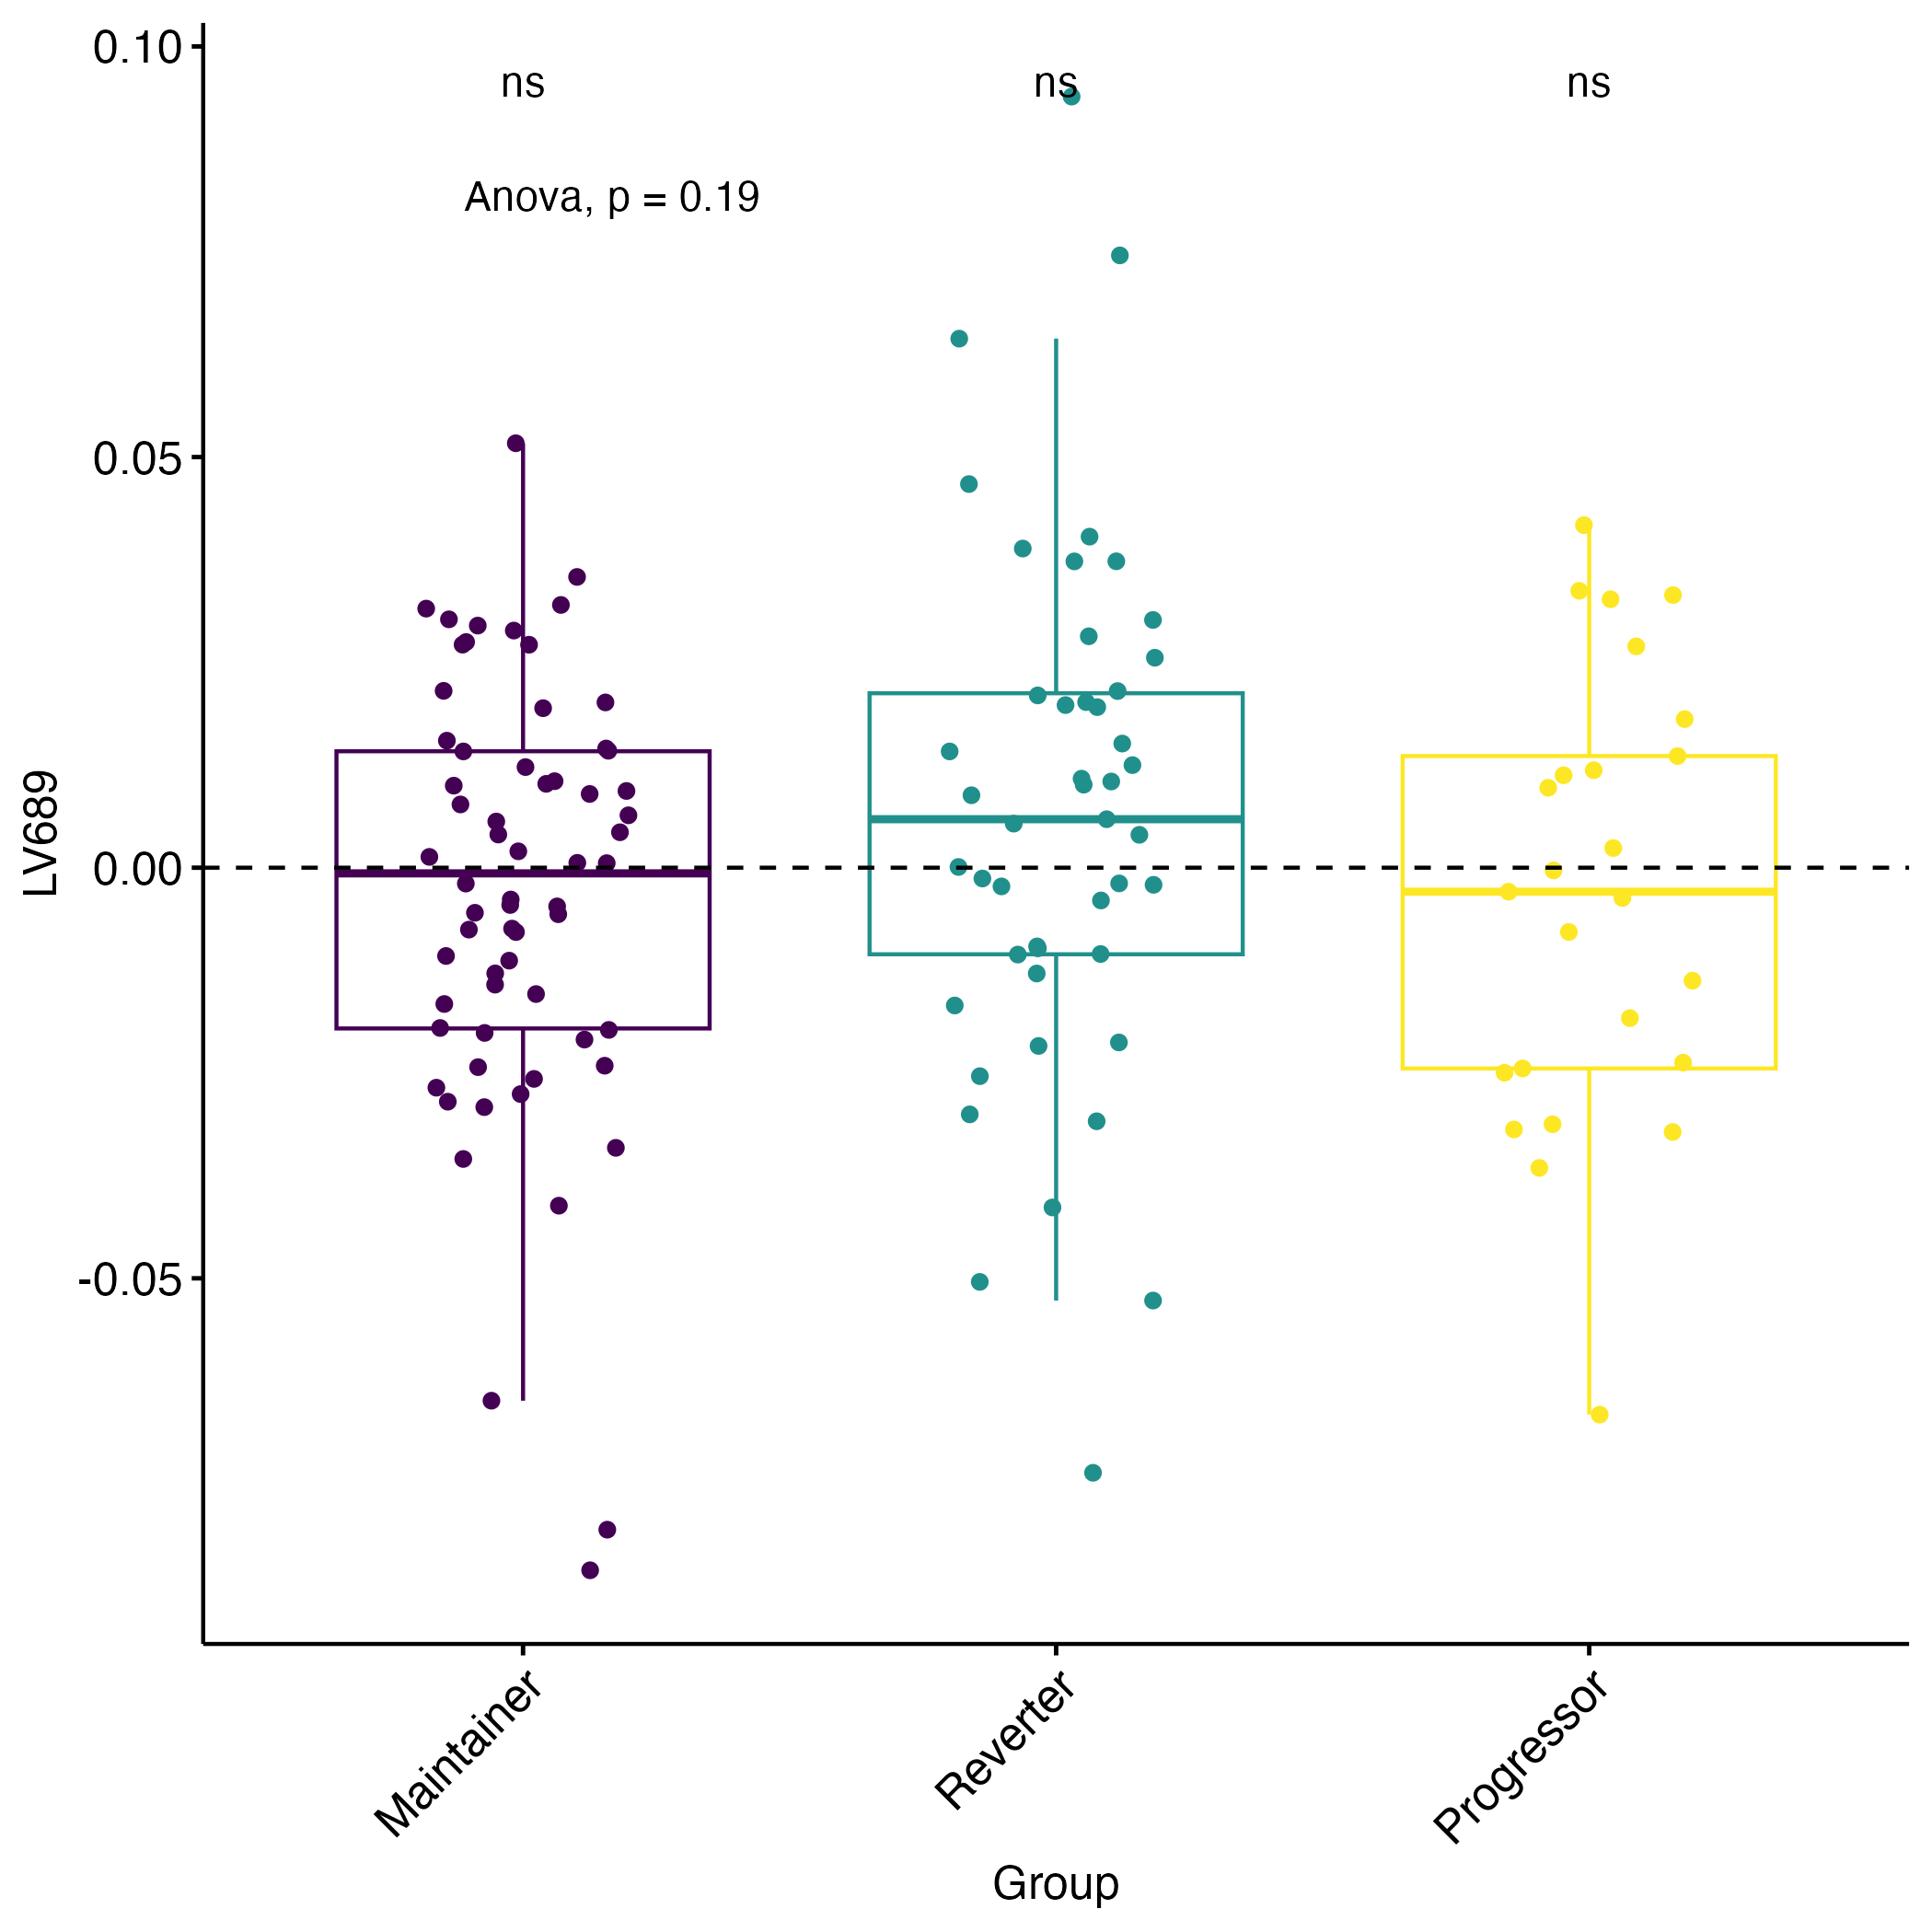 0.10
ns ns ns
Anova, p = 0.19
0.05
0.00
-0.05
LV689
Maintainer
Reverter
Progressor
Group